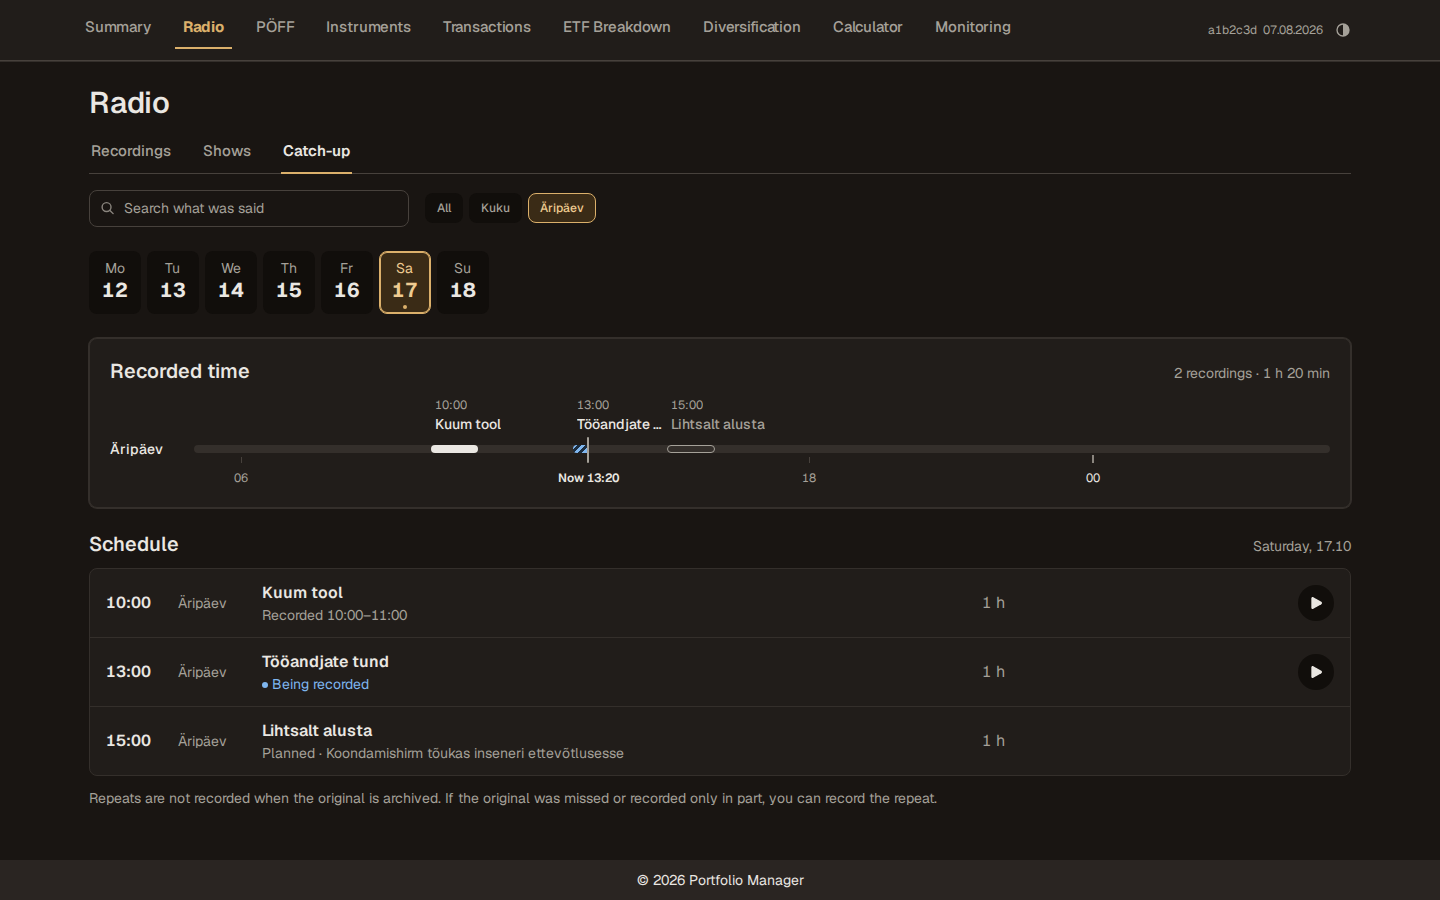 Summary Radio PÖFF Instruments Transactions ETF Breakdown Diversification Calculator Monitoring a1b2c3d 07.08.2026
Radio
Recordings Shows Catch-up
Search what was said All Kuku Äripäev
Mo Tu We Th Fr Sa Su
12 13 14 15 16 17 18
Recorded time 2 recordings · 1 h 20 min
10:00 13:00 15:00
Kuum tool Tööandjate … Lihtsalt alusta
Äripäev
06 Now 13:20 18 00
Schedule Saturday, 17.10
10:00 Äripäev Kuum tool 1 h
Recorded 10:00–11:00
13:00 Äripäev Tööandjate tund 1 h
Being recorded
15:00 Äripäev Lihtsalt alusta 1 h
Planned · Koondamishirm tõukas inseneri ettevõtlusesse
Repeats are not recorded when the original is archived. If the original was missed or recorded only in part, you can record the repeat.
© 2026 Portfolio Manager